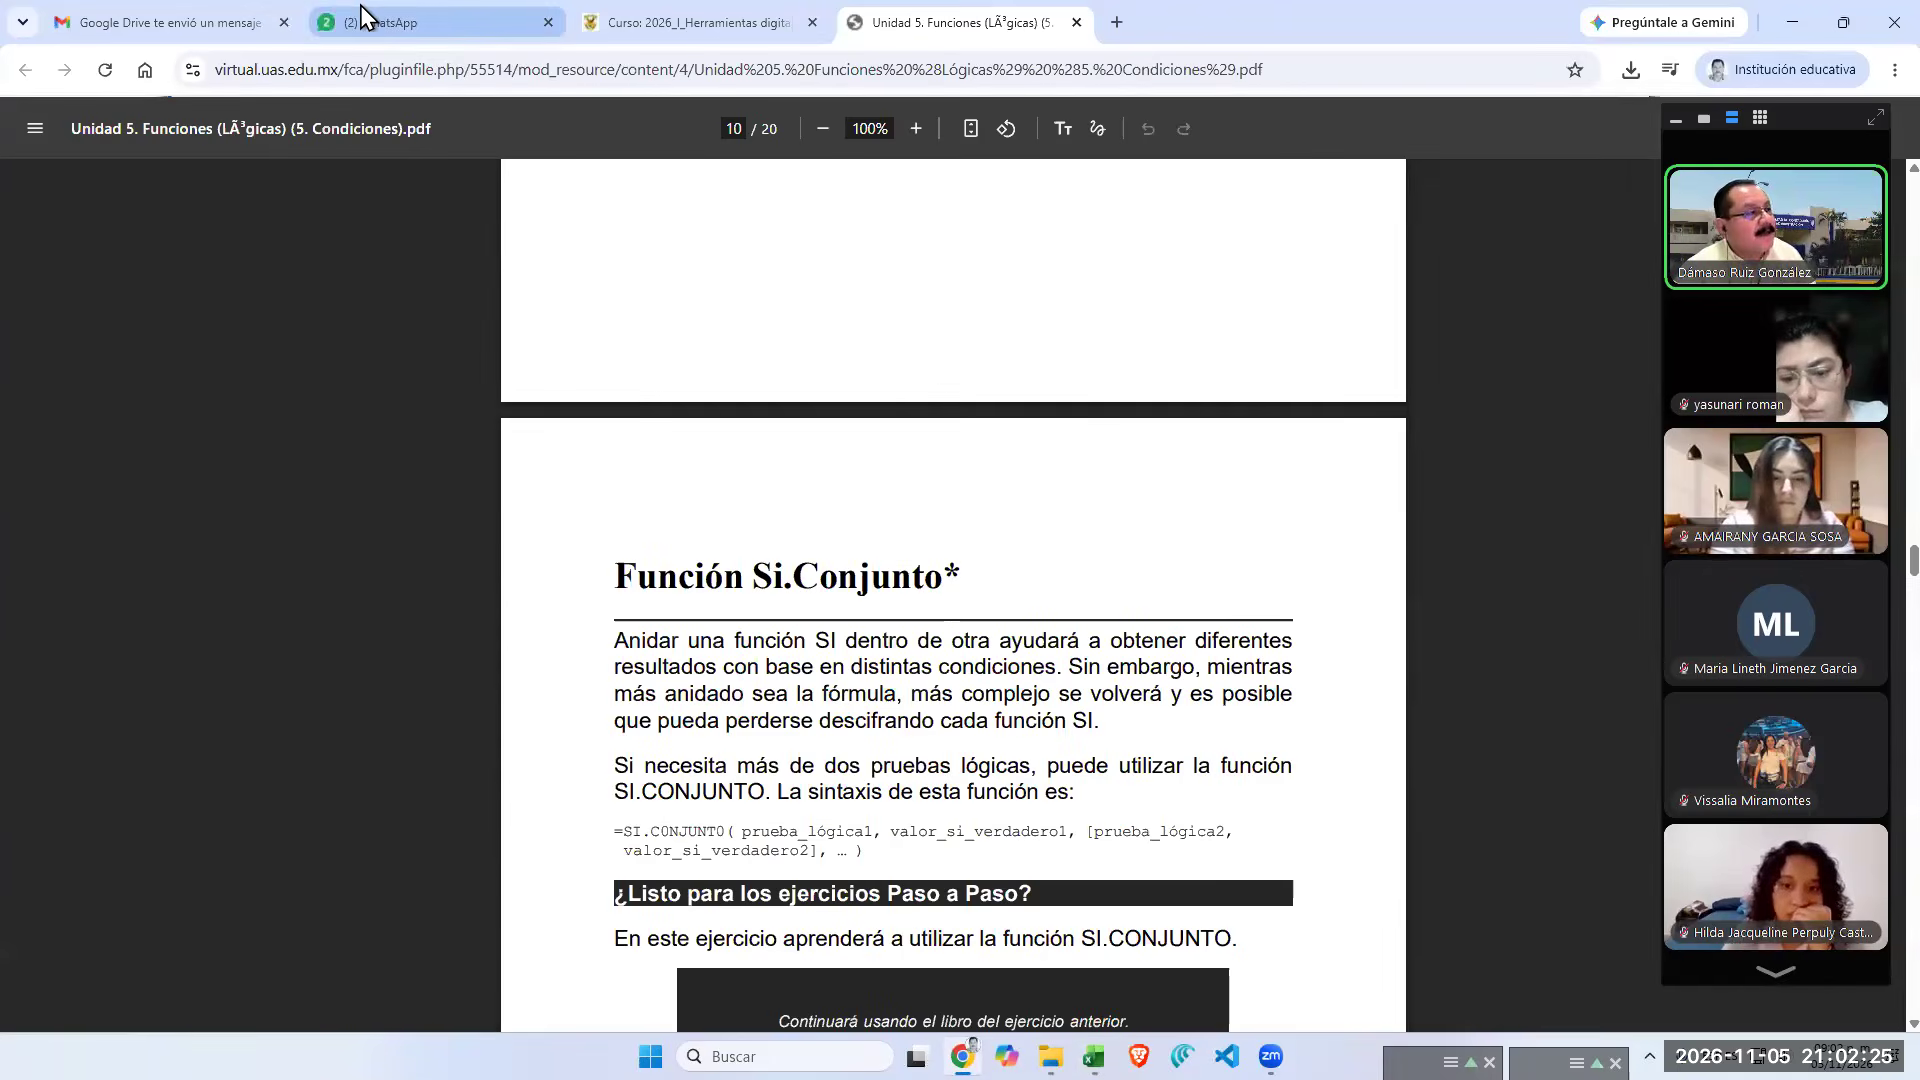 Google Drive te envió un mensaje
(2) WhatsApp
Curso: 2026_I_Herramientas digita
Unidad 5. Funciones (LÃ³gicas) (5.
Pregúntale a Gemini
virtual.uas.edu.mx/fca/pluginfile.php/55514/mod_resource/content/4/Unidad%205.%20Funciones%20%28Lógicas%29%20%285.%20Condiciones%29.pdf
Institución educativa
Unidad 5. Funciones (LÃ³gicas) (5. Condiciones).pdf
10 / 20
100%
Función Si.Conjunto*
Anidar una función SI dentro de otra ayudará a obtener diferentes
resultados con base en distintas condiciones. Sin embargo, mientras
más anidado sea la fórmula, más complejo se volverá y es posible
que pueda perderse descifrando cada función SI.
Si necesita más de dos pruebas lógicas, puede utilizar la función
SI.CONJUNTO. La sintaxis de esta función es:
=SI.CONJUNTO( prueba_lógica1, valor_si_verdadero1, [prueba_lógica2,
valor_si_verdadero2], … )
¿Listo para los ejercicios Paso a Paso?
En este ejercicio aprenderá a utilizar la función SI.CONJUNTO.
Continuará usando el libro del ejercicio anterior.
Dámaso Ruiz González
yasunari roman
AMAIRANY GARCIA SOSA
ML
Maria Lineth Jimenez Garcia
Vissalia Miramontes
Hilda Jacqueline Perpuly Cast...
Buscar
zm
2026-11-05 21:02:25